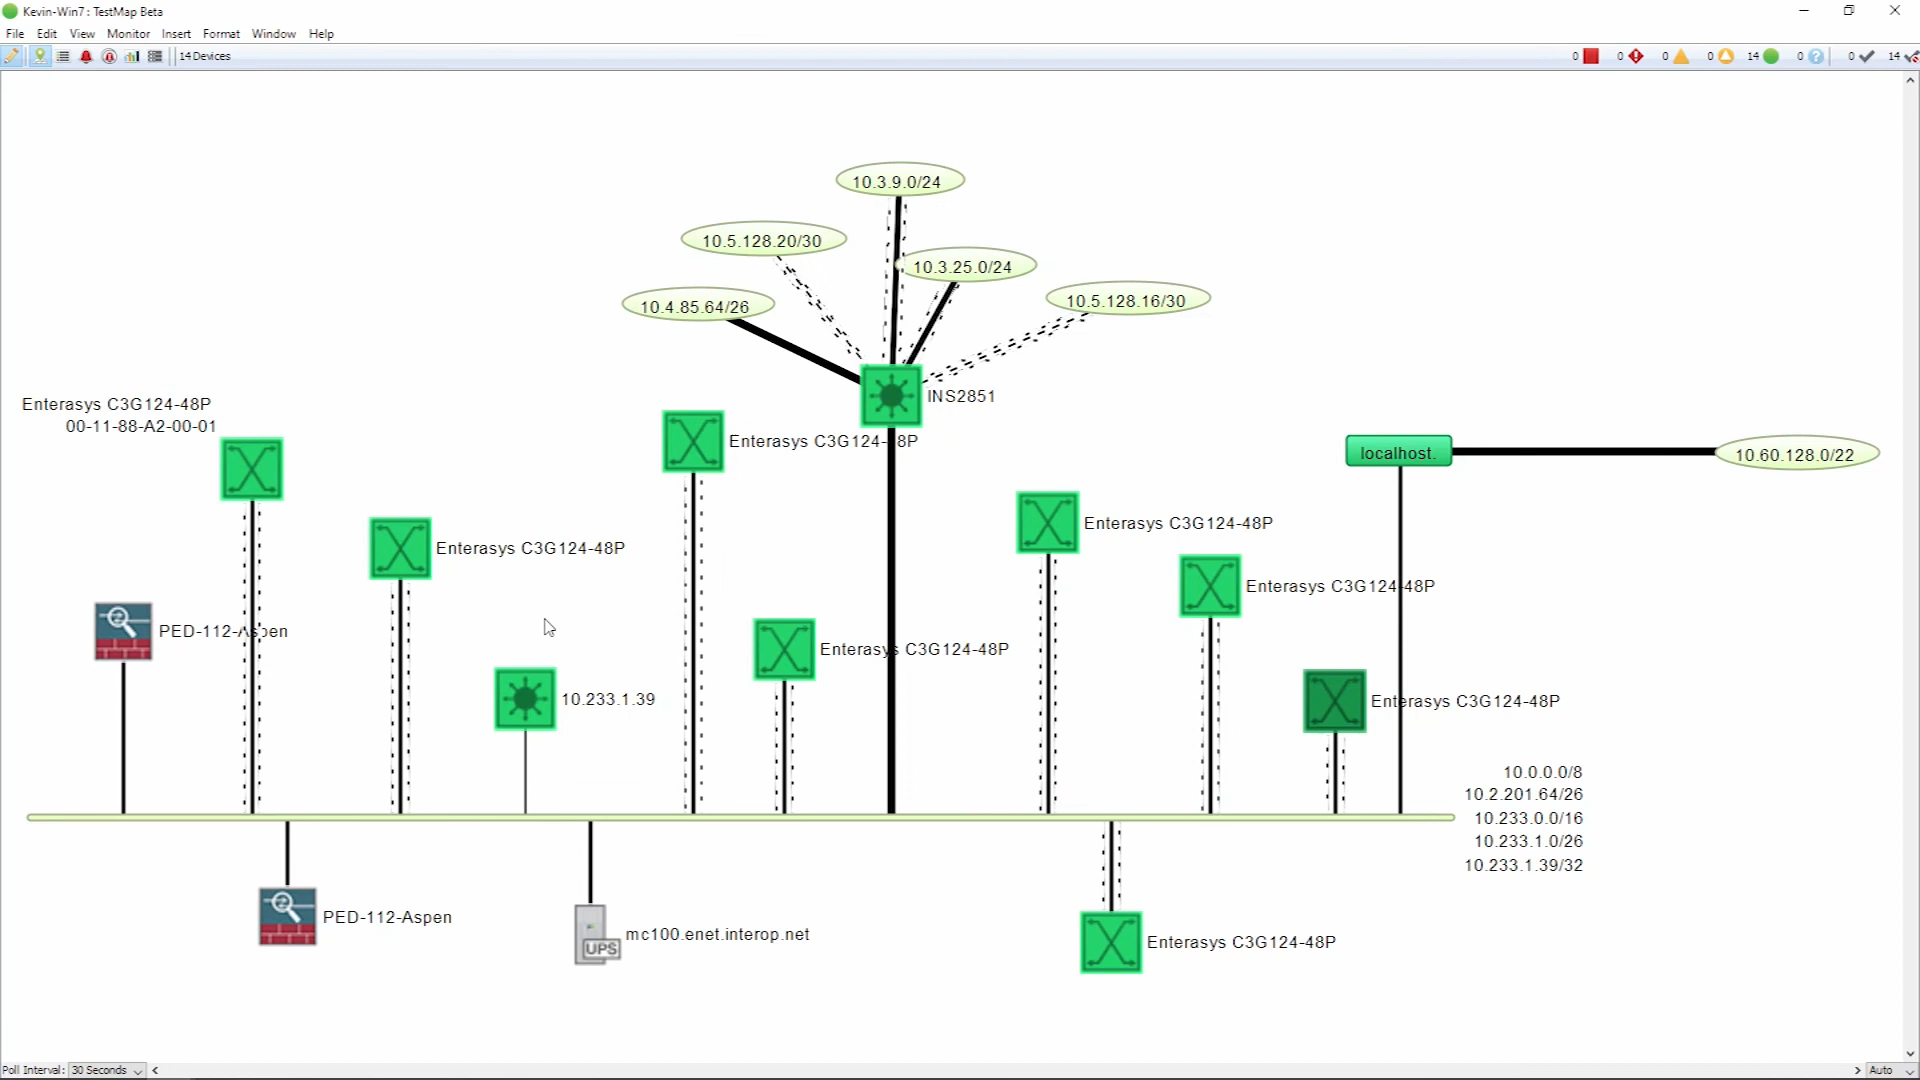 Kevin-Win7 : TestMap Beta
File Edit View Monitor Insert Format Window Help
14 Devices
0 0 0 0 14 0 ? 0 14
10.3.9.0/24
10.5.128.20/30
10.3.25.0/24
10.5.128.16/30
10.4.85.64/26
INS2851
Enterasys C3G124-48P
00-11-88-A2-00-01
Enterasys C3G124-48P
localhost.
10.60.128.0/22
Enterasys C3G124-48P
Enterasys C3G124-48P
Enterasys C3G124-48P
PED-112-Aspen
Enterasys C3G124-48P
10.233.1.39
Enterasys C3G124-48P
10.0.0.0/8
10.2.201.64/26
10.233.0.0/16
10.233.1.0/26
10.233.1.39/32
PED-112-Aspen
UPS
mc100.enet.interop.net
Enterasys C3G124-48P
Poll Interval: 30 Seconds
Auto